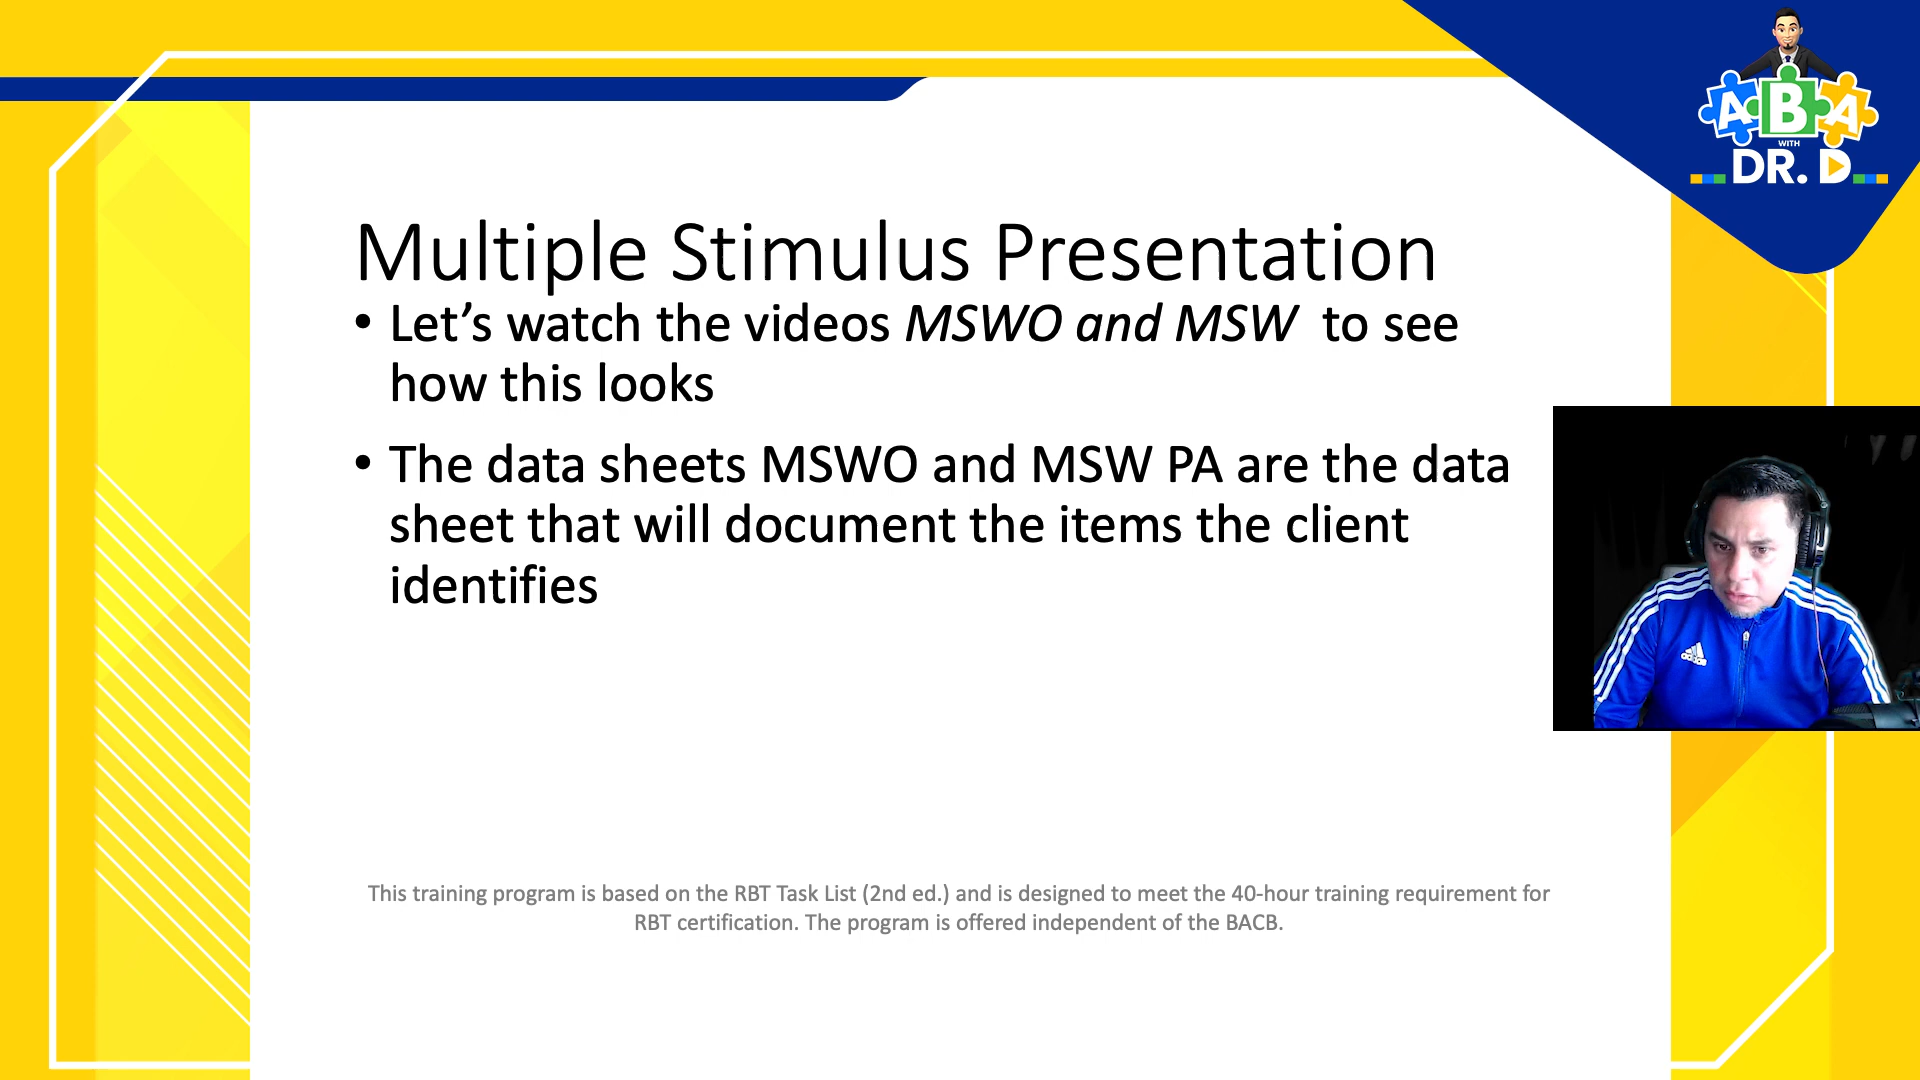 ABA
WITH
DR. D
Multiple Stimulus Presentation
• Let’s watch the videos MSWO and MSW to see
how this looks
• The data sheets MSWO and MSW PA are the data
sheet that will document the items the client
identifies
adidas
This training program is based on the RBT Task List (2nd ed.) and is designed to meet the 40-hour training requirement for
RBT certification. The program is offered independent of the BACB.